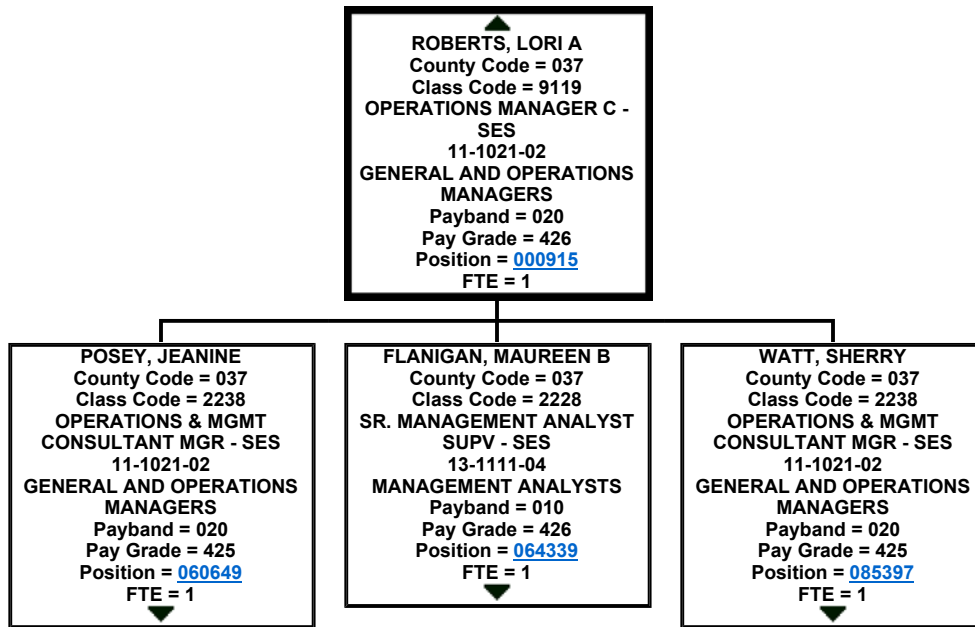 ROBERTS, LORI A
County Code = 037
Class Code = 9119
OPERATIONS MANAGER C -
SES
11-1021-02
GENERAL AND OPERATIONS
MANAGERS
Payband = 020
Pay Grade = 426
Position = 000915
FTE = 1
POSEY, JEANINE
County Code = 037
Class Code = 2238
OPERATIONS & MGMT
CONSULTANT MGR - SES
11-1021-02
GENERAL AND OPERATIONS
MANAGERS
Payband = 020
Pay Grade = 425
Position = 060649
FTE = 1
FLANIGAN, MAUREEN B
County Code = 037
Class Code = 2228
SR. MANAGEMENT ANALYST
SUPV - SES
13-1111-04
MANAGEMENT ANALYSTS
Payband = 010
Pay Grade = 426
Position = 064339
FTE = 1
WATT, SHERRY
County Code = 037
Class Code = 2238
OPERATIONS & MGMT
CONSULTANT MGR - SES
11-1021-02
GENERAL AND OPERATIONS
MANAGERS
Payband = 020
Pay Grade = 425
Position = 085397
FTE = 1